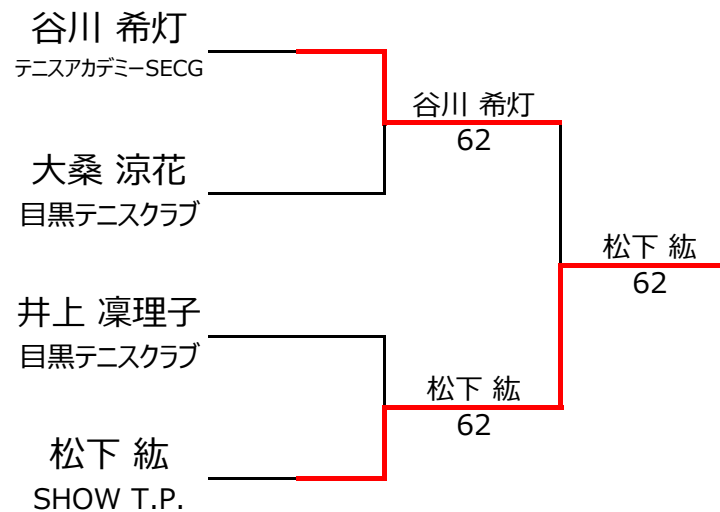 谷川 希灯
テニスアカデミーSECG
大桑 涼花
目黒テニスクラブ
井上 凜理子
目黒テニスクラブ
松下 紘
SHOW T.P.
谷川 希灯
62
松下 紘
62
松下 紘
62